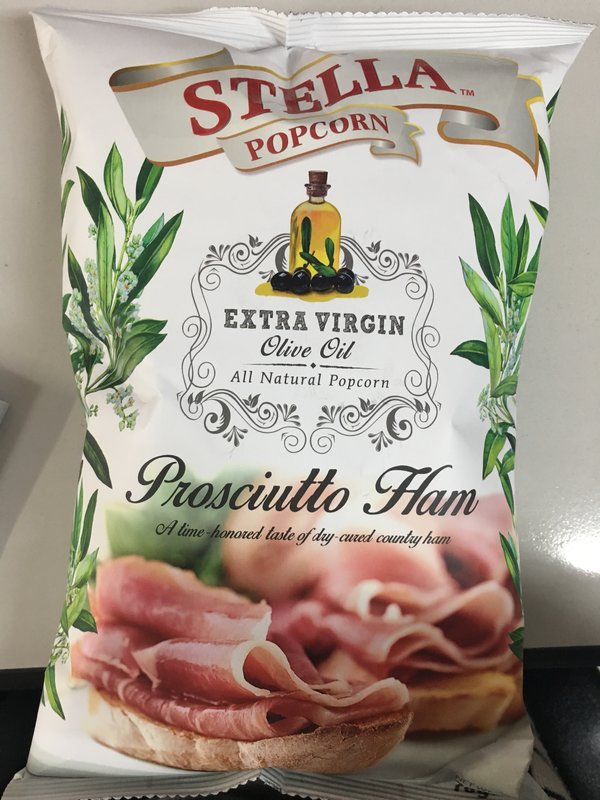 STELLA™
POPCORN
EXTRA VIRGIN
Olive Oil
All Natural Popcorn
Prosciutto Ham
A time-honored taste of dry-cured country ham